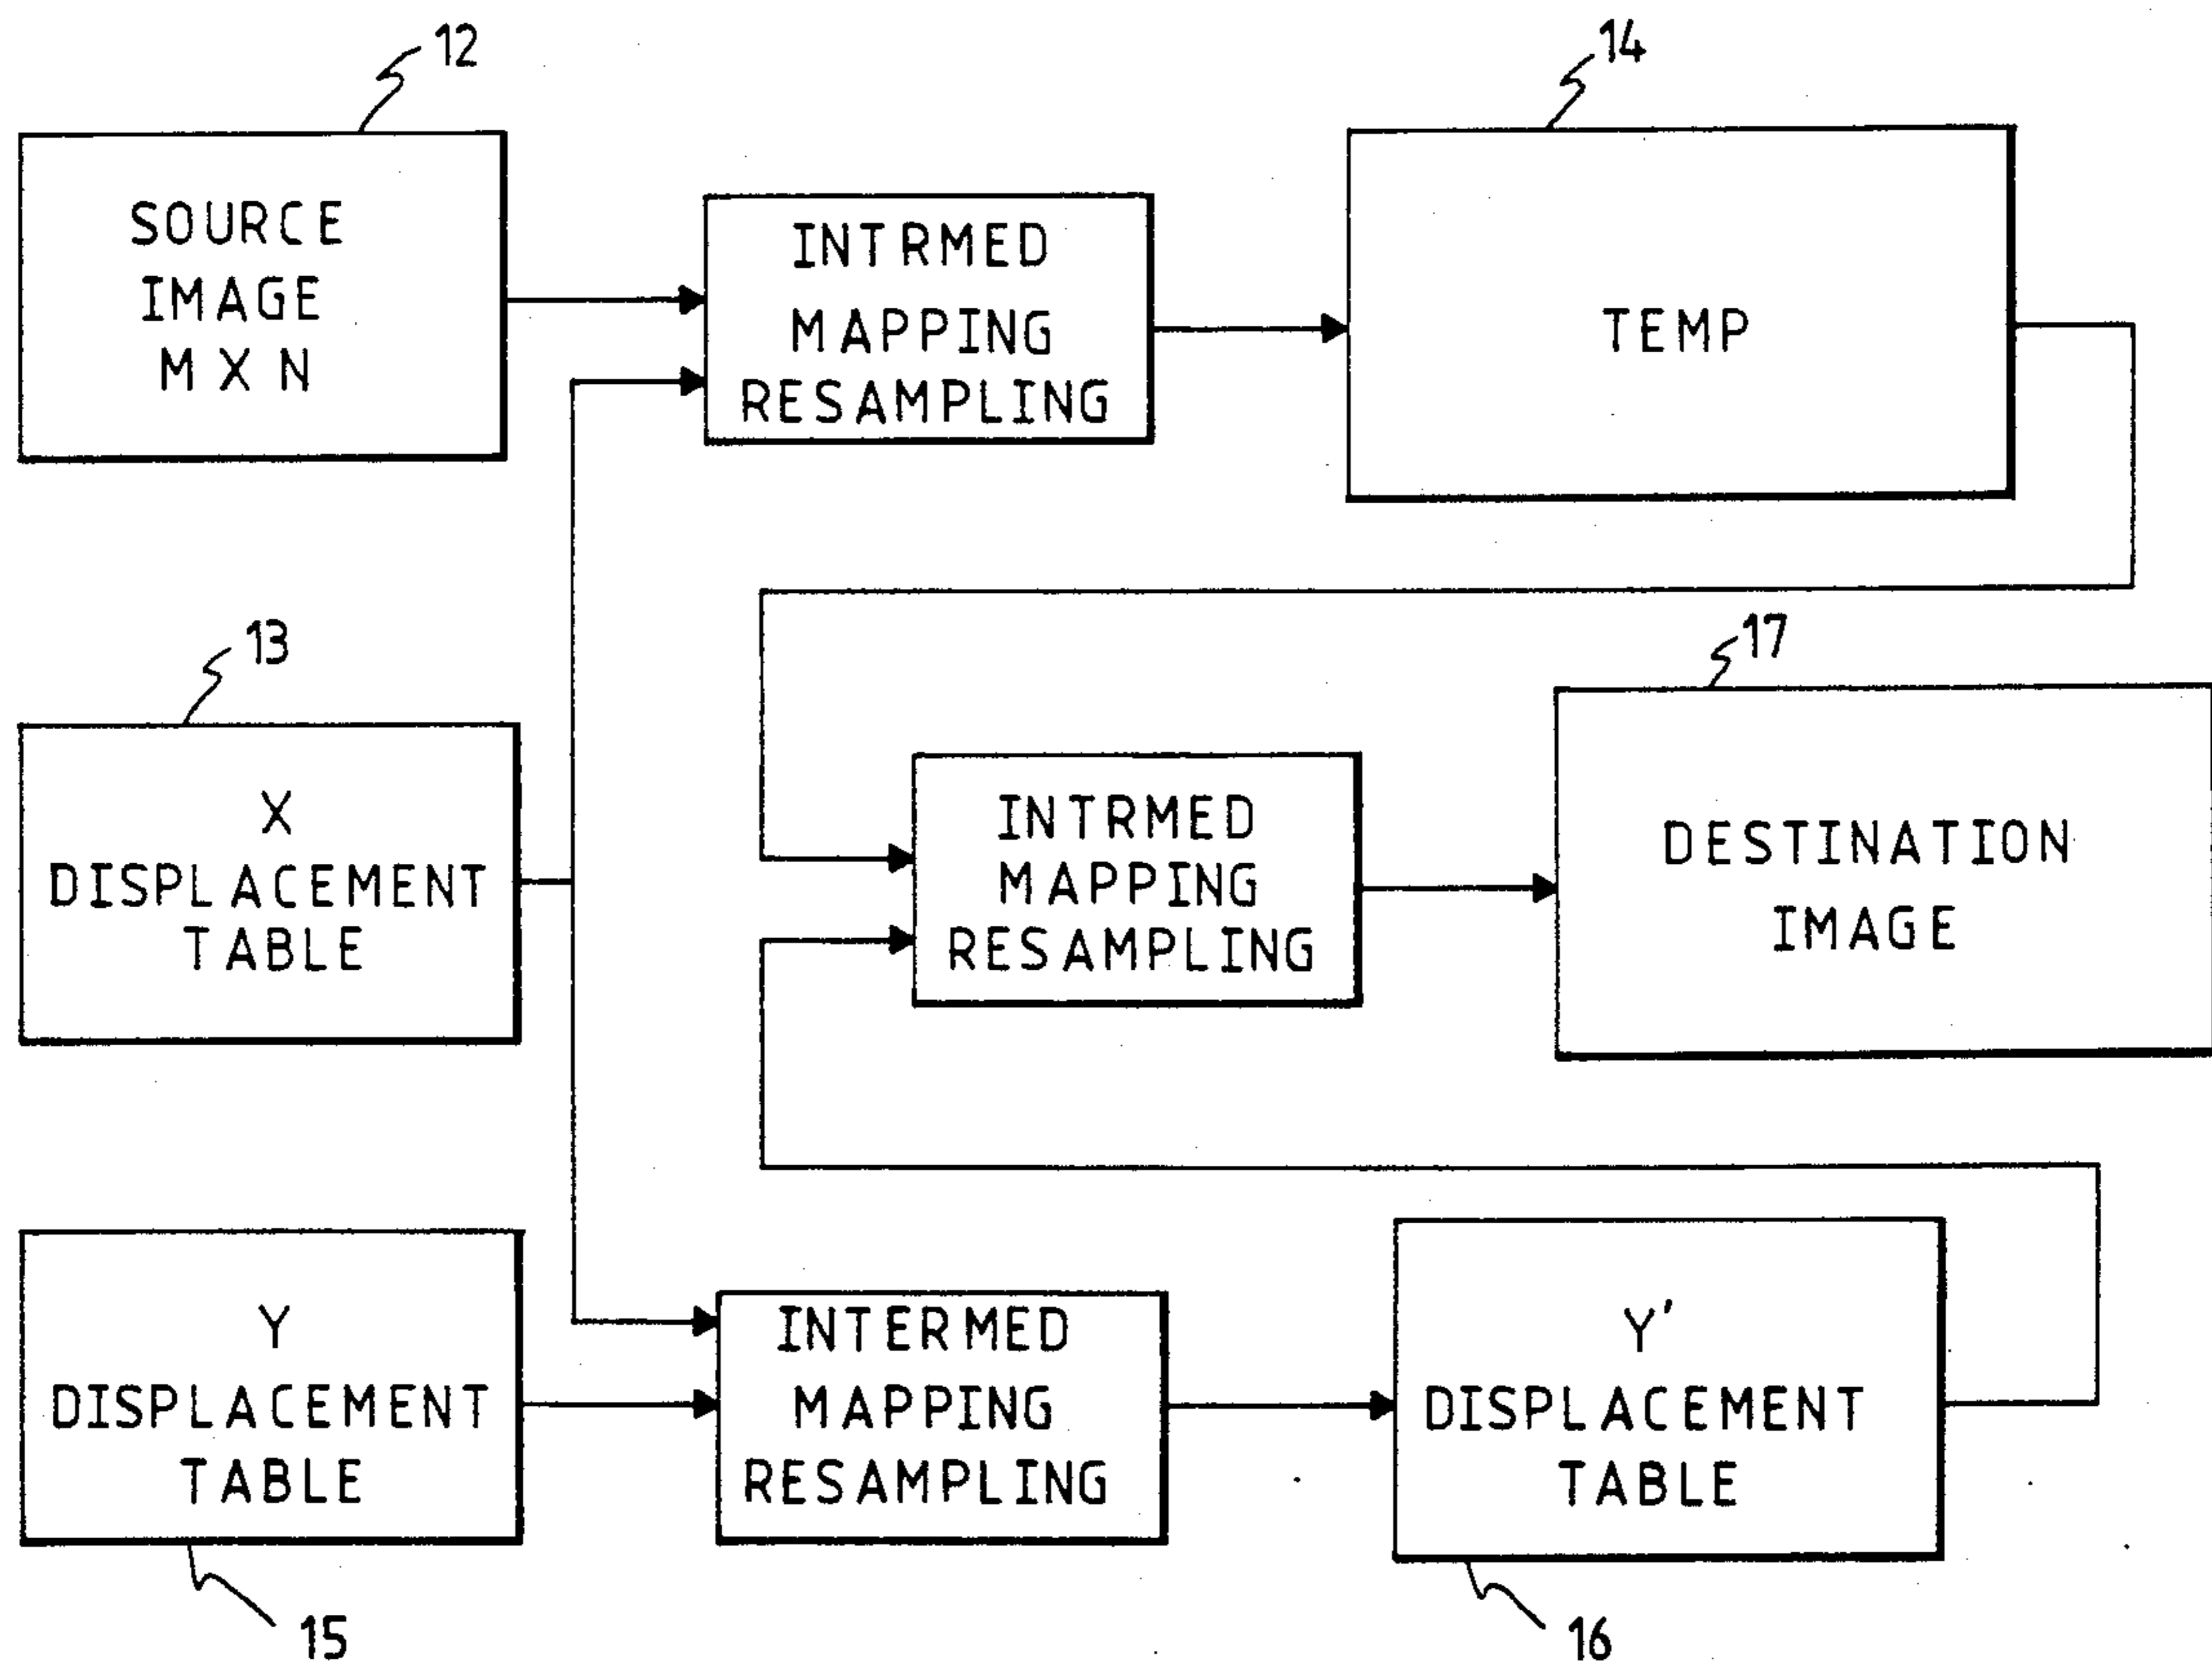 12
14
SOURCE
IMAGE
M X N
INTRMED
MAPPING
RESAMPLING
TEMP
13
17
X
DISPLACEMENT
TABLE
INTRMED
MAPPING
RESAMPLING
DESTINATION
IMAGE
Y
DISPLACEMENT
TABLE
INTERMED
MAPPING
RESAMPLING
Y'
DISPLACEMENT
TABLE
15
16